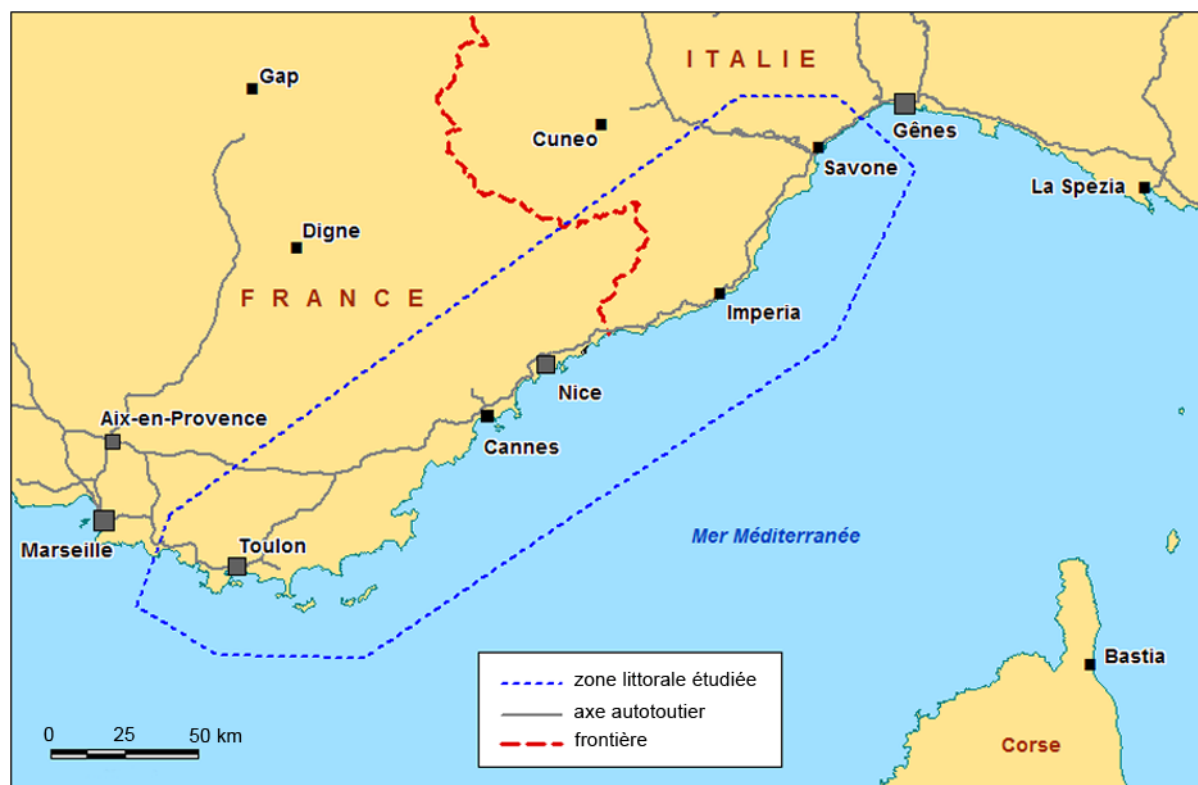 ITALIE
Gap
Cuneo
Gênes
Savone
La Spezia
Digne
FRANCE
Imperia
Nice
Aix-en-Provence
Cannes
Marseille
Toulon
Mer Méditerranée
Bastia
Corse
zone littorale étudiée
axe autotoutier
frontière
0 25 50 km